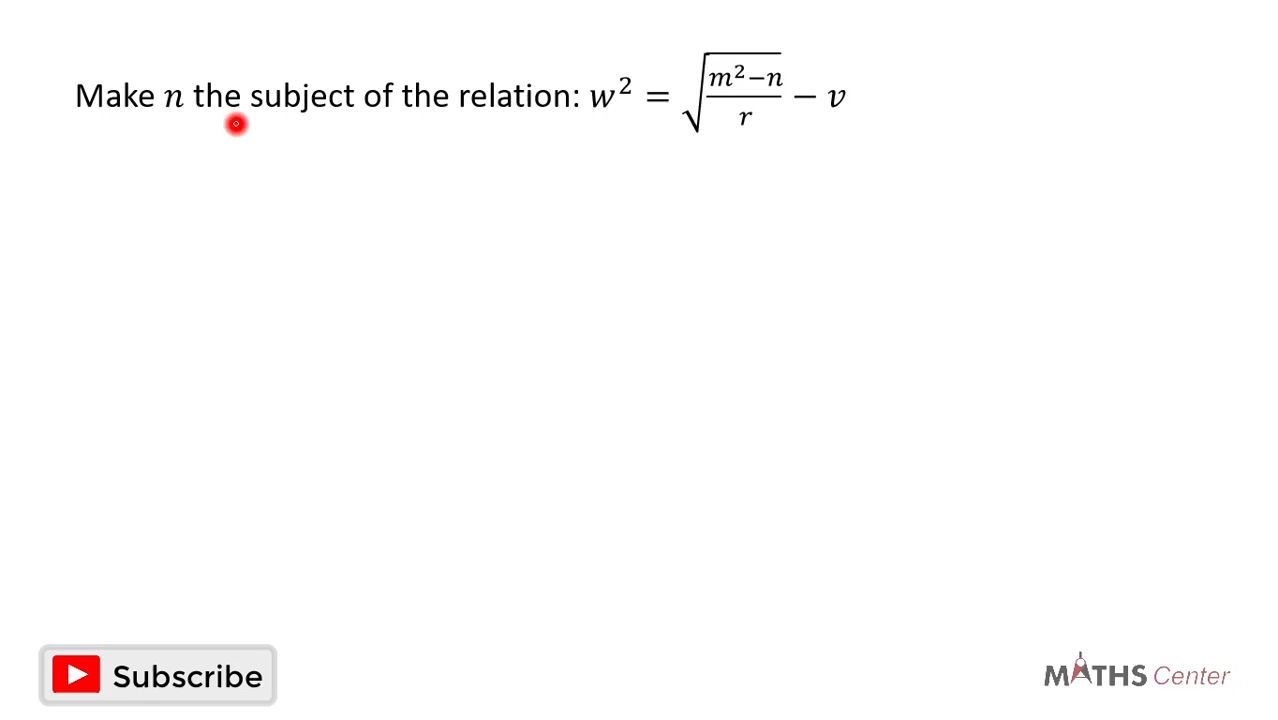 Make n the subject of the relation: w² = √((m²−n)/r) − v
Subscribe
MATHS Center